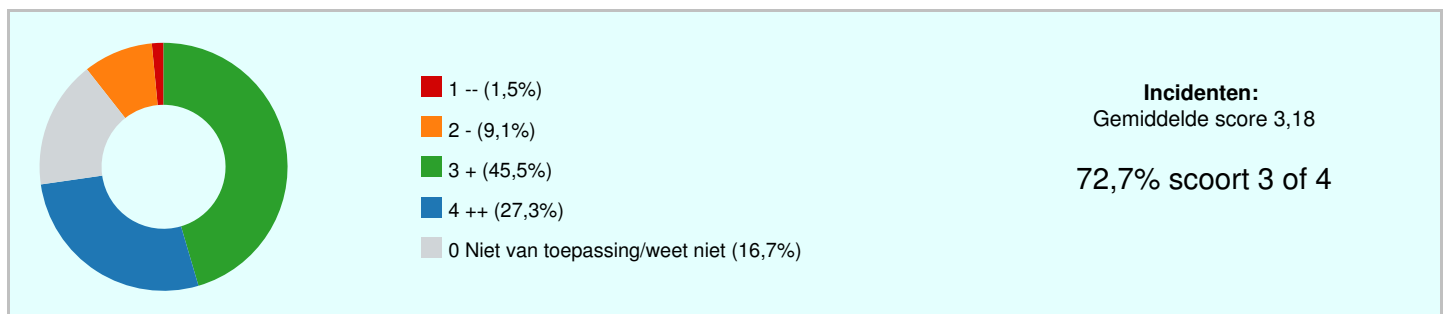 1 -- (1,5%)
2 - (9,1%)
3 + (45,5%)
4 ++ (27,3%)
0 Niet van toepassing/weet niet (16,7%)
Incidenten:
Gemiddelde score 3,18
72,7% scoort 3 of 4